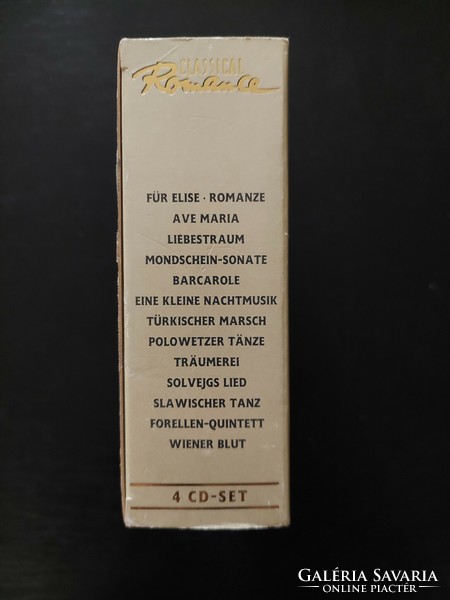 CLASSICAL
Romance
FÜR ELISE · ROMANZE
AVE MARIA
LIEBESTRAUM
MONDSCHEIN-SONATE
BARCAROLE
EINE KLEINE NACHTMUSIK
TÜRKISCHER MARSCH
POLOWETZER TÄNZE
TRÄUMEREI
SOLVEJGS LIED
SLAWISCHER TANZ
FORELLEN-QUINTETT
WIENER BLUT
4 CD-SET
GALÉRIA SAVARIA
ONLINE PIACTÉR